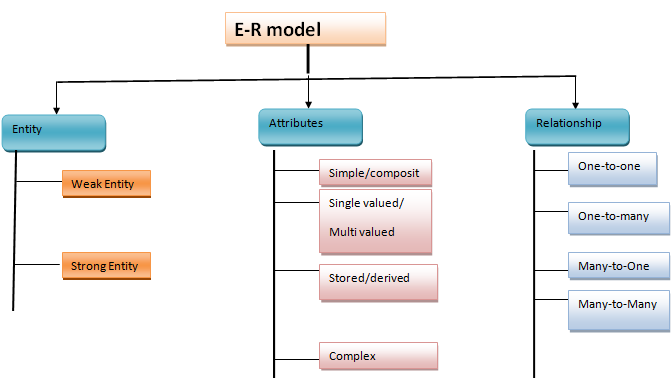 E-R model
Entity
Weak Entity
Strong Entity
Attributes
Simple/composit
Single valued/
Multi valued
Stored/derived
Complex
Relationship
One-to-one
One-to-many
Many-to-One
Many-to-Many